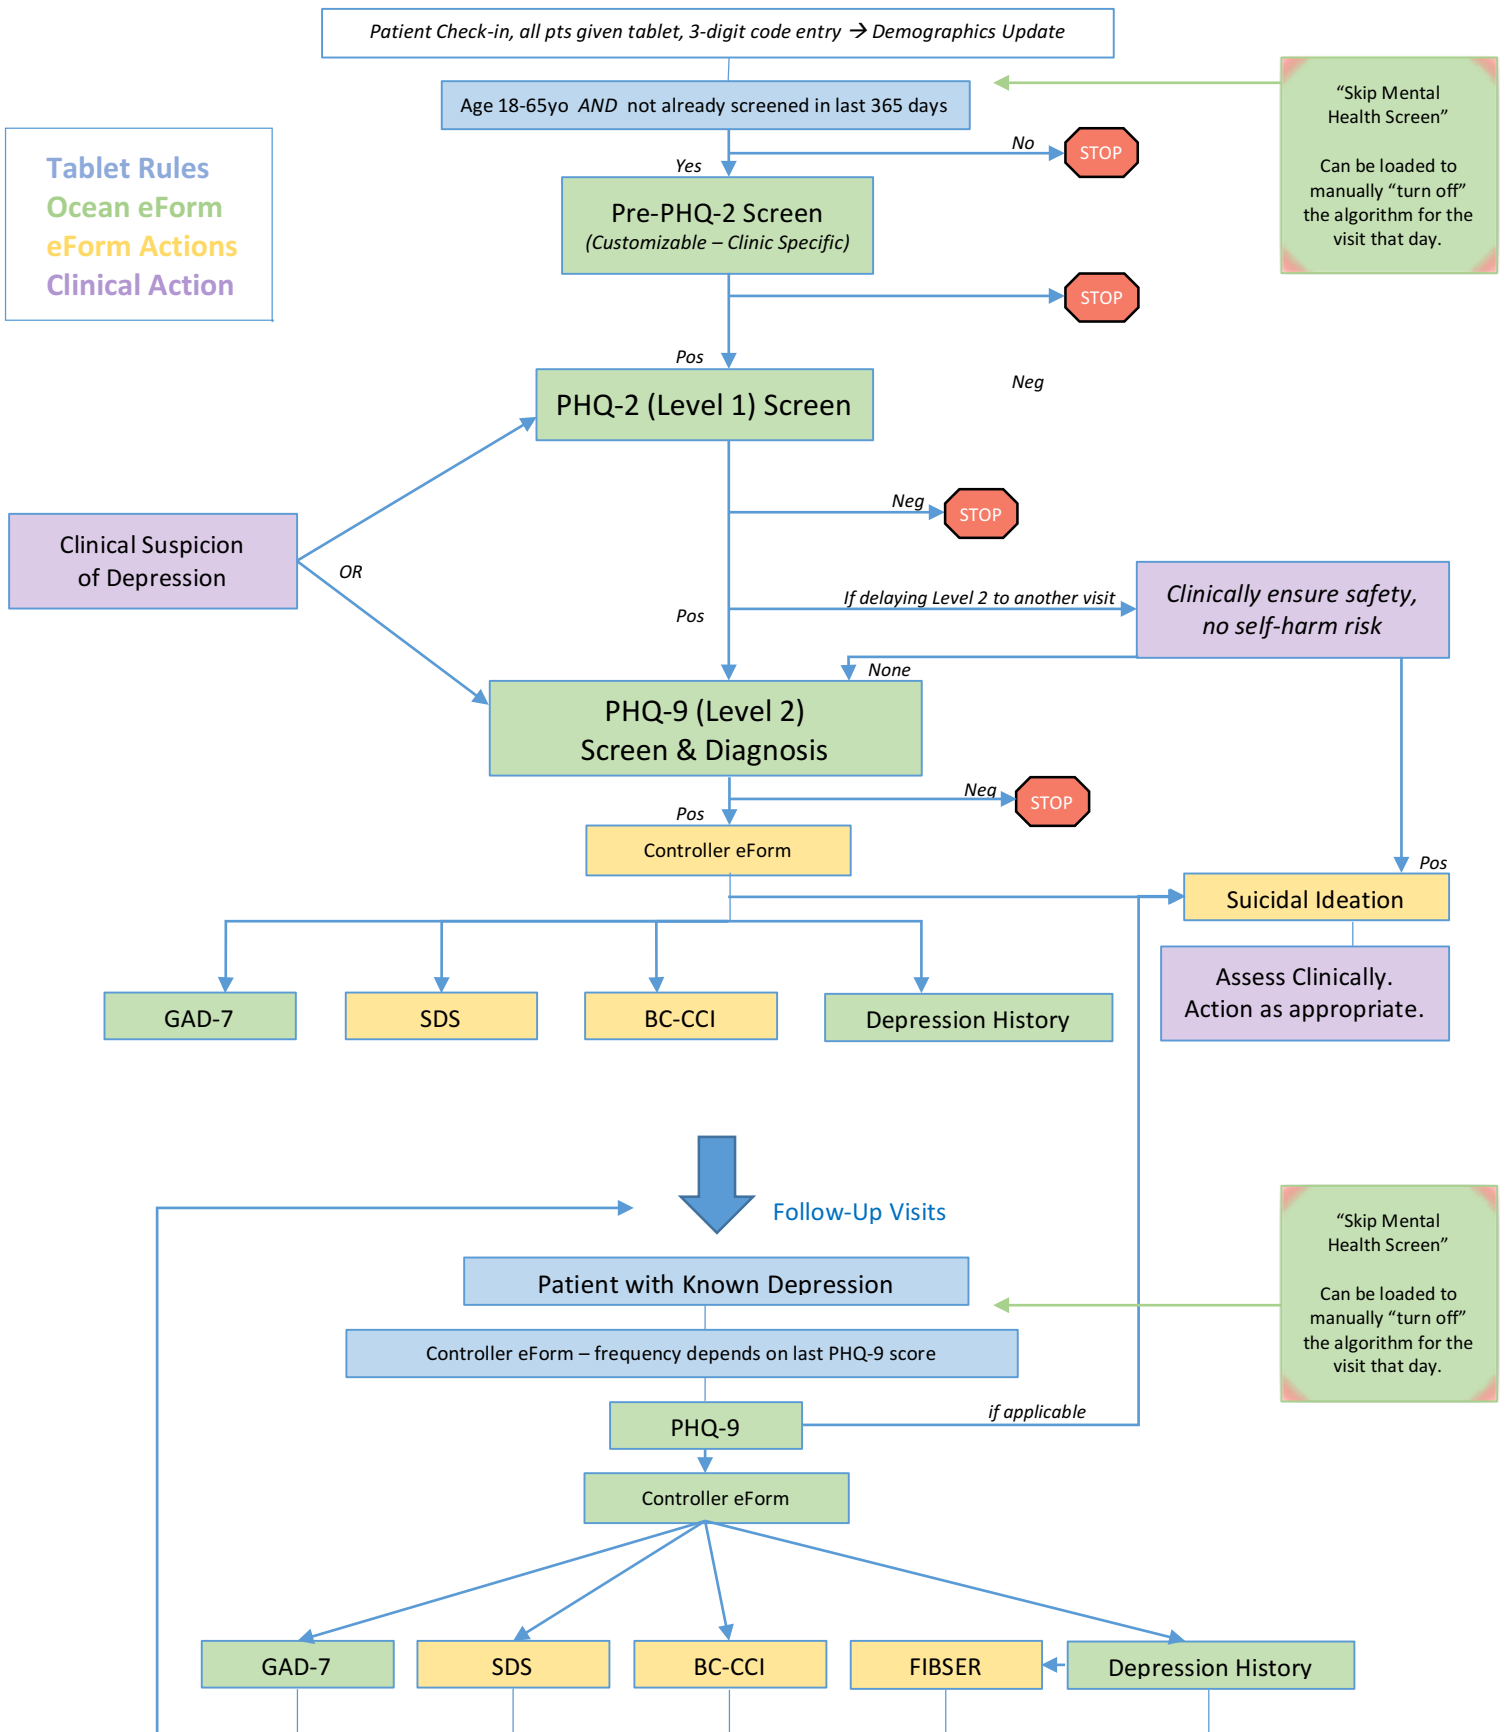 Patient Check-in, all pts given tablet, 3-digit code entry → Demographics Update
Age 18-65yo AND not already screened in last 365 days
“Skip Mental
Health Screen”
Can be loaded to
manually “turn off”
the algorithm for the
visit that day.
Tablet Rules
Ocean eForm
eForm Actions
Clinical Action
No
STOP
Yes
Pre-PHQ-2 Screen
(Customizable – Clinic Specific)
STOP
Pos
Neg
PHQ-2 (Level 1) Screen
Neg
STOP
Clinical Suspicion
of Depression
OR
If delaying Level 2 to another visit
Clinically ensure safety,
no self-harm risk
Pos
None
PHQ-9 (Level 2)
Screen & Diagnosis
Neg
STOP
Pos
Controller eForm
Pos
Suicidal Ideation
Assess Clinically.
Action as appropriate.
GAD-7
SDS
BC-CCI
Depression History
Follow-Up Visits
“Skip Mental
Health Screen”
Can be loaded to
manually “turn off”
the algorithm for the
visit that day.
Patient with Known Depression
Controller eForm – frequency depends on last PHQ-9 score
PHQ-9
if applicable
Controller eForm
GAD-7
SDS
BC-CCI
FIBSER
Depression History